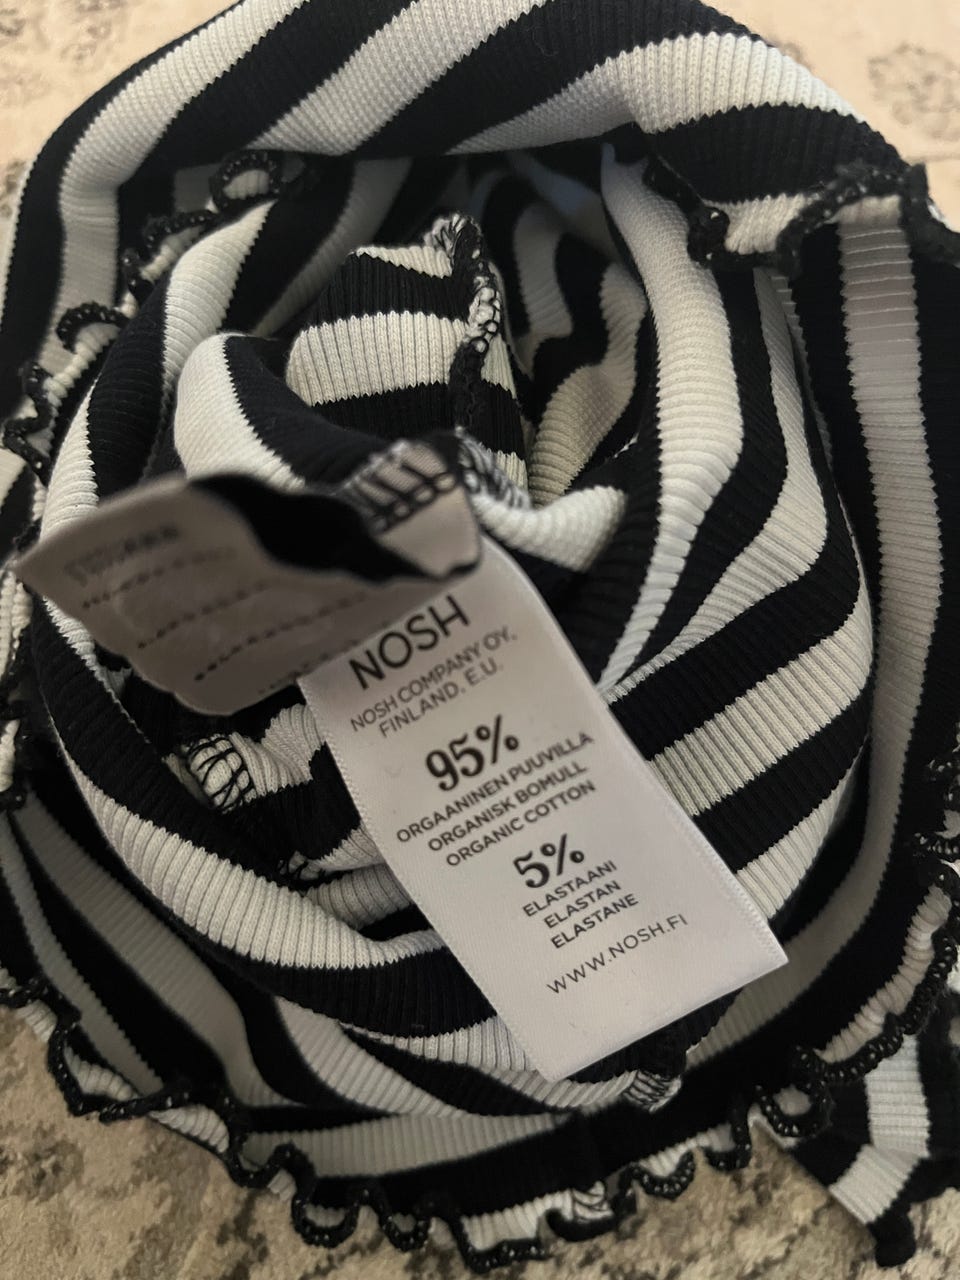 NOSH
NOSH COMPANY OY,
FINLAND, E.U.
95%
ORGAANINEN PUUVILLA
ORGANISK BOMULL
ORGANIC COTTON
5%
ELASTAANI
ELASTAN
ELASTANE
WWW.NOSH.FI